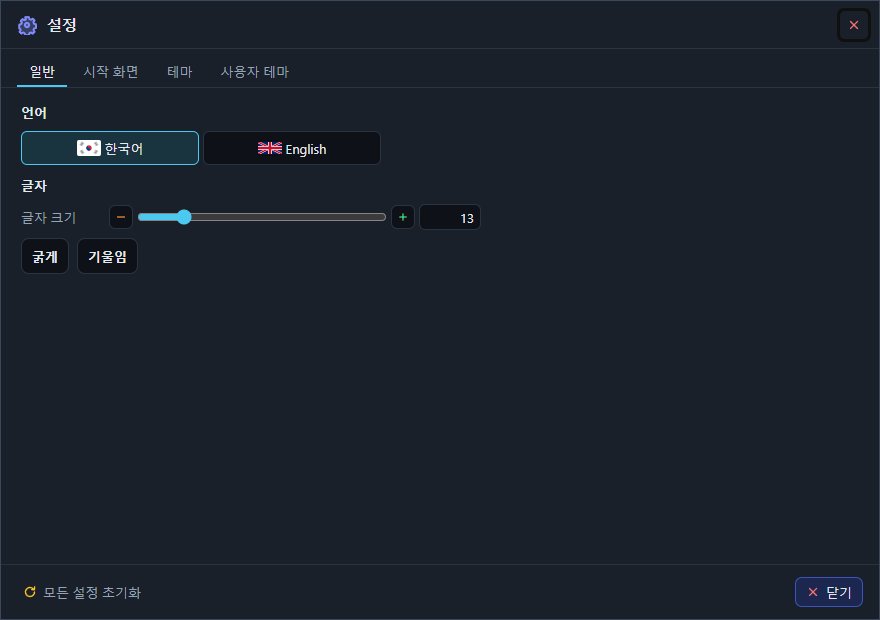 설정
일반 시작 화면 테마 사용자 테마
언어
한국어 English
글자
글자 크기 − + 13
굵게 기울임
모든 설정 초기화 닫기